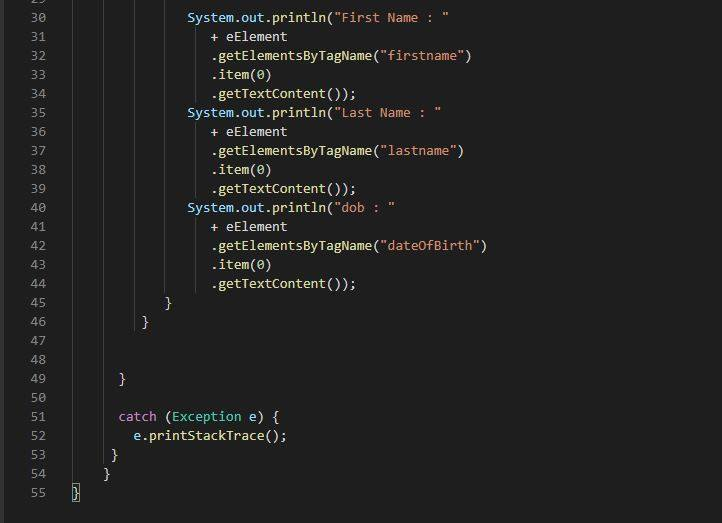 29
30 System.out.println("First Name : "
31 + eElement
32 .getElementsByTagName("firstname")
33 .item(0)
34 .getTextContent());
35 System.out.println("Last Name : "
36 + eElement
37 .getElementsByTagName("lastname")
38 .item(0)
39 .getTextContent());
40 System.out.println("dob : "
41 + eElement
42 .getElementsByTagName("dateOfBirth")
43 .item(0)
44 .getTextContent());
45 }
46 }
47
48
49 }
50
51 catch (Exception e) {
52 e.printStackTrace();
53 }
54 }
55 }